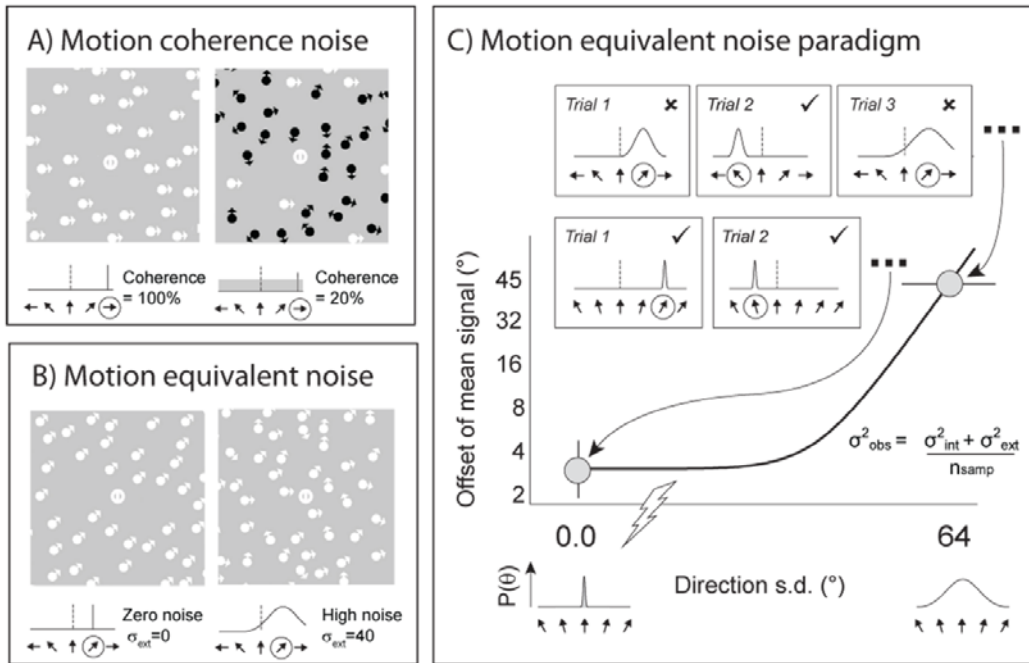 A) Motion coherence noise
Coherence
= 100%
Coherence
= 20%
B) Motion equivalent noise
Zero noise
σext=0
High noise
σext=40
C) Motion equivalent noise paradigm
Trial 1 ✘
Trial 2 ✓
Trial 3 ✘
Trial 1 ✓
Trial 2 ✓
Offset of mean signal (°)
45
32
16
8
4
2
σ²obs = σ²int + σ²ext
nsamp
0.0
64
P(θ)
Direction s.d. (°)